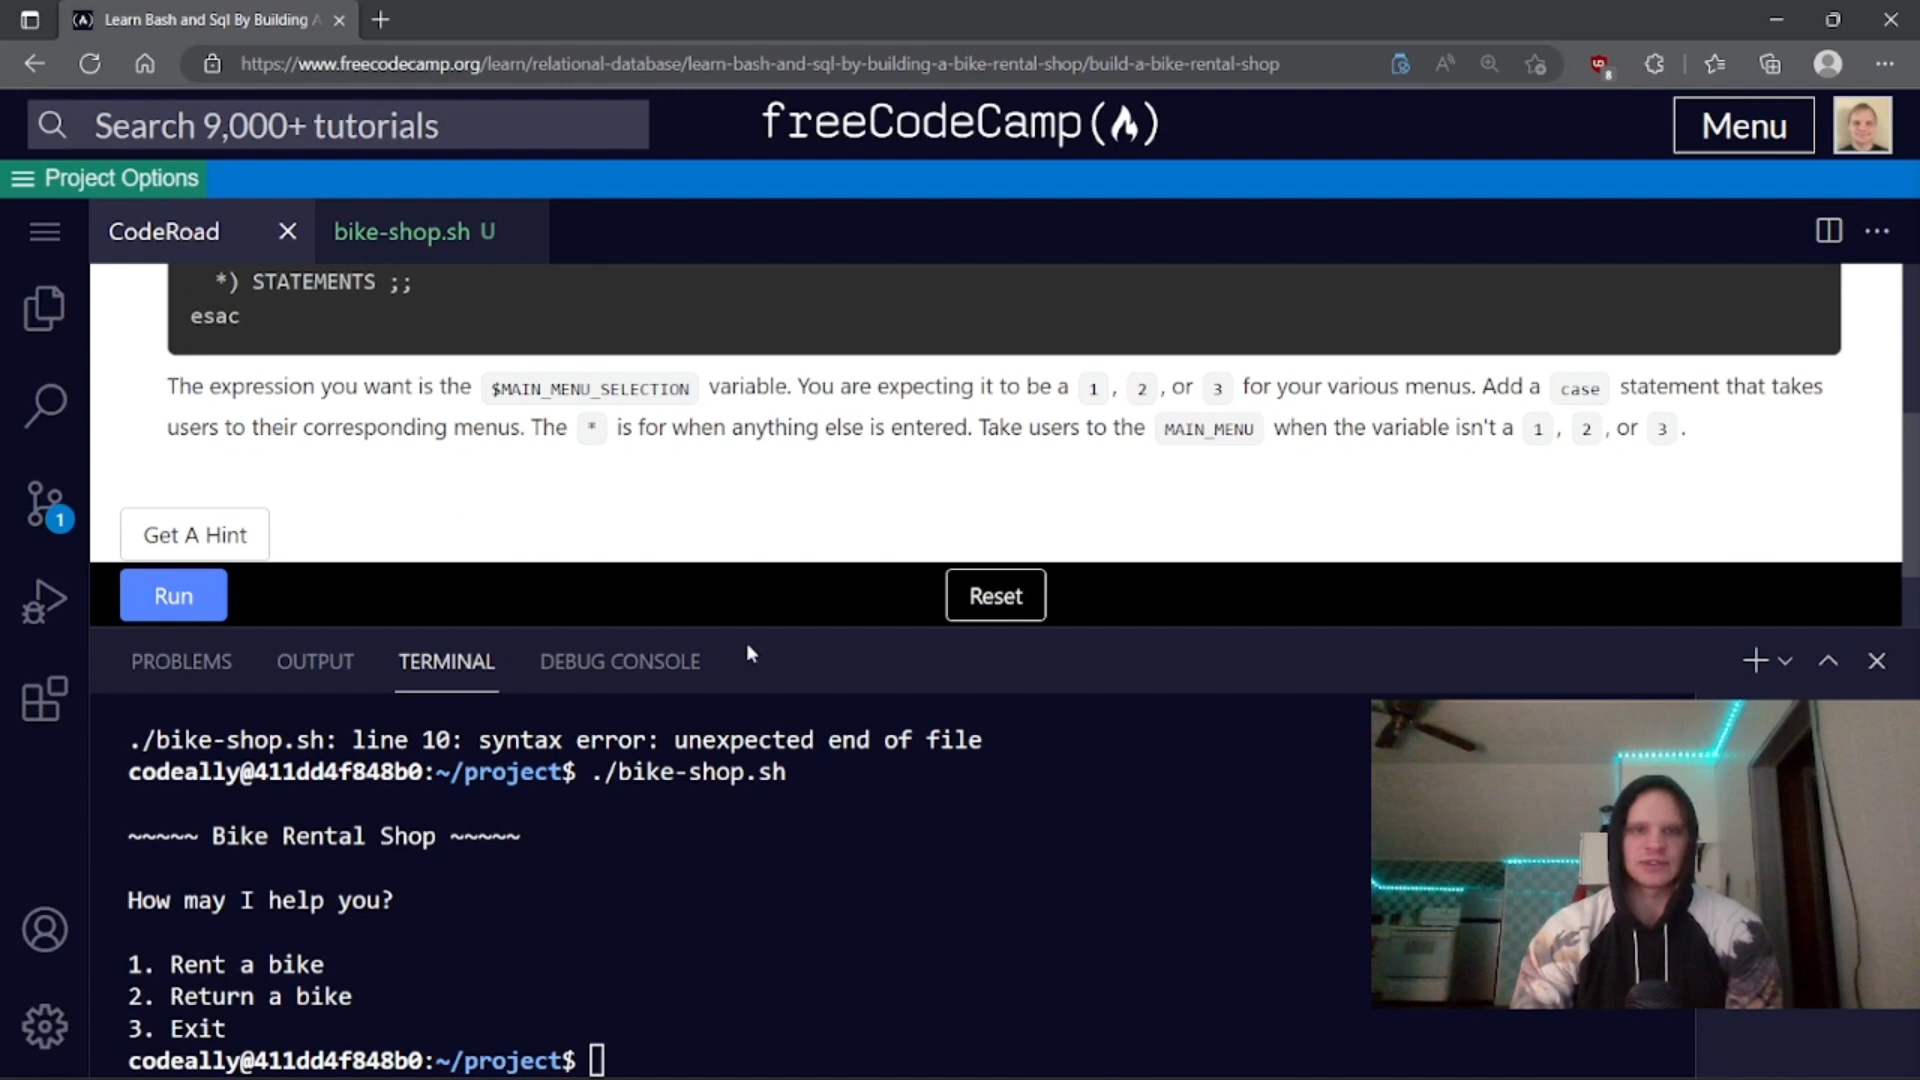 Learn Bash and Sql By Building A
https://www.freecodecamp.org/learn/relational-database/learn-bash-and-sql-by-building-a-bike-rental-shop/build-a-bike-rental-shop
8
Search 9,000+ tutorials
freeCodeCamp
Menu
Project Options
CodeRoad
bike-shop.sh U
*) STATEMENTS ;;
esac
The expression you want is the $MAIN_MENU_SELECTION variable. You are expecting it to be a 1, 2, or 3 for your various menus. Add a case statement that takes
users to their corresponding menus. The * is for when anything else is entered. Take users to the MAIN_MENU when the variable isn't a 1, 2, or 3.
1
Get A Hint
Run
Reset
PROBLEMS OUTPUT TERMINAL DEBUG CONSOLE
./bike-shop.sh: line 10: syntax error: unexpected end of file
codeally@411dd4f848b0:~/project$ ./bike-shop.sh
~~~~~ Bike Rental Shop ~~~~~
How may I help you?
1. Rent a bike
2. Return a bike
3. Exit
codeally@411dd4f848b0:~/project$